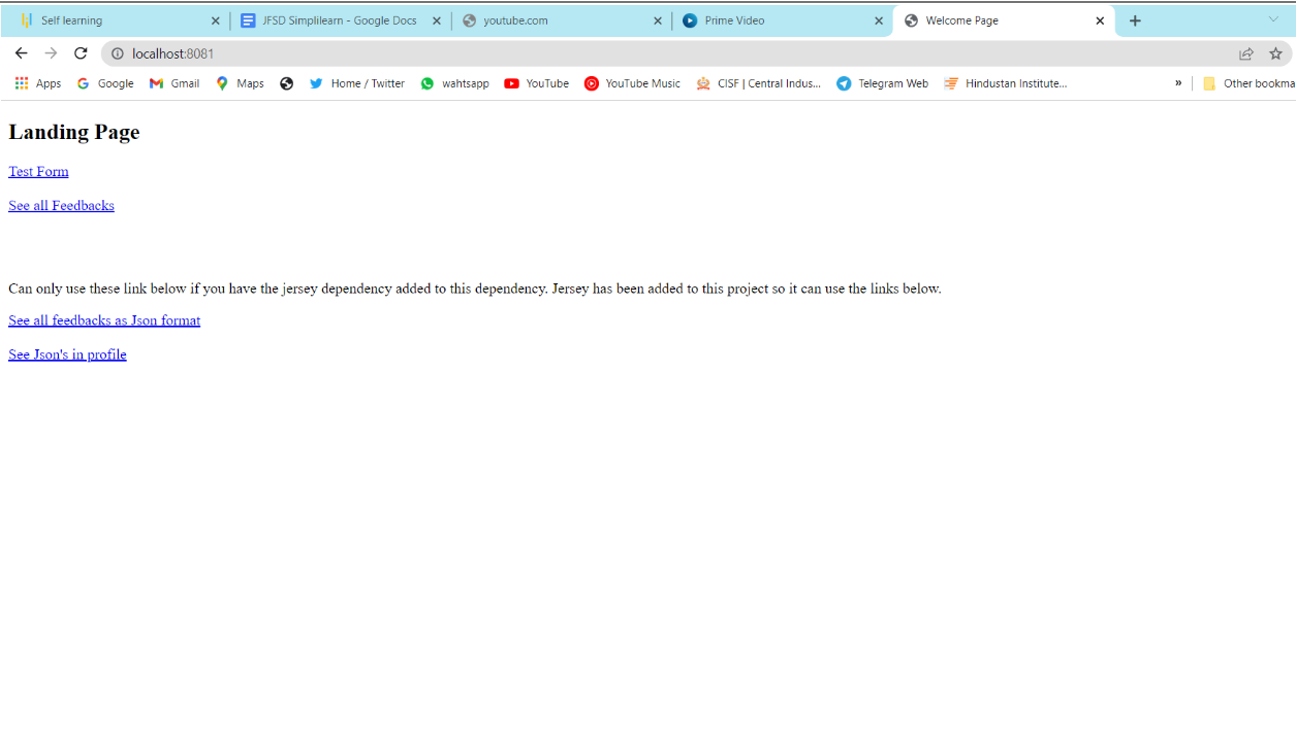 Self learning
JFSD Simplilearn - Google Docs
youtube.com
Prime Video
Welcome Page
localhost:8081
Apps
Google
Gmail
Maps
Home / Twitter
wahtsapp
YouTube
YouTube Music
CISF | Central Indus...
Telegram Web
Hindustan Institute...
»
Other bookma
Landing Page
Test Form
See all Feedbacks
Can only use these link below if you have the jersey dependency added to this dependency. Jersey has been added to this project so it can use the links below.
See all feedbacks as Json format
See Json's in profile